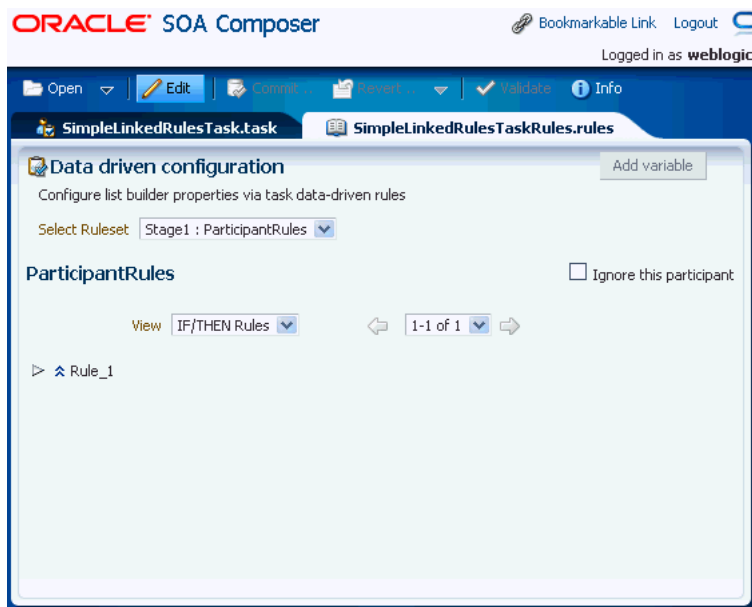 ORACLE SOA Composer
Bookmarkable Link Logout
Logged in as weblogic
Open Edit Commit .. Revert .. Validate Info
SimpleLinkedRulesTask.task SimpleLinkedRulesTaskRules.rules
Data driven configuration Add variable
Configure list builder properties via task data-driven rules
Select Ruleset Stage1 : ParticipantRules
ParticipantRules Ignore this participant
View IF/THEN Rules 1-1 of 1
Rule_1